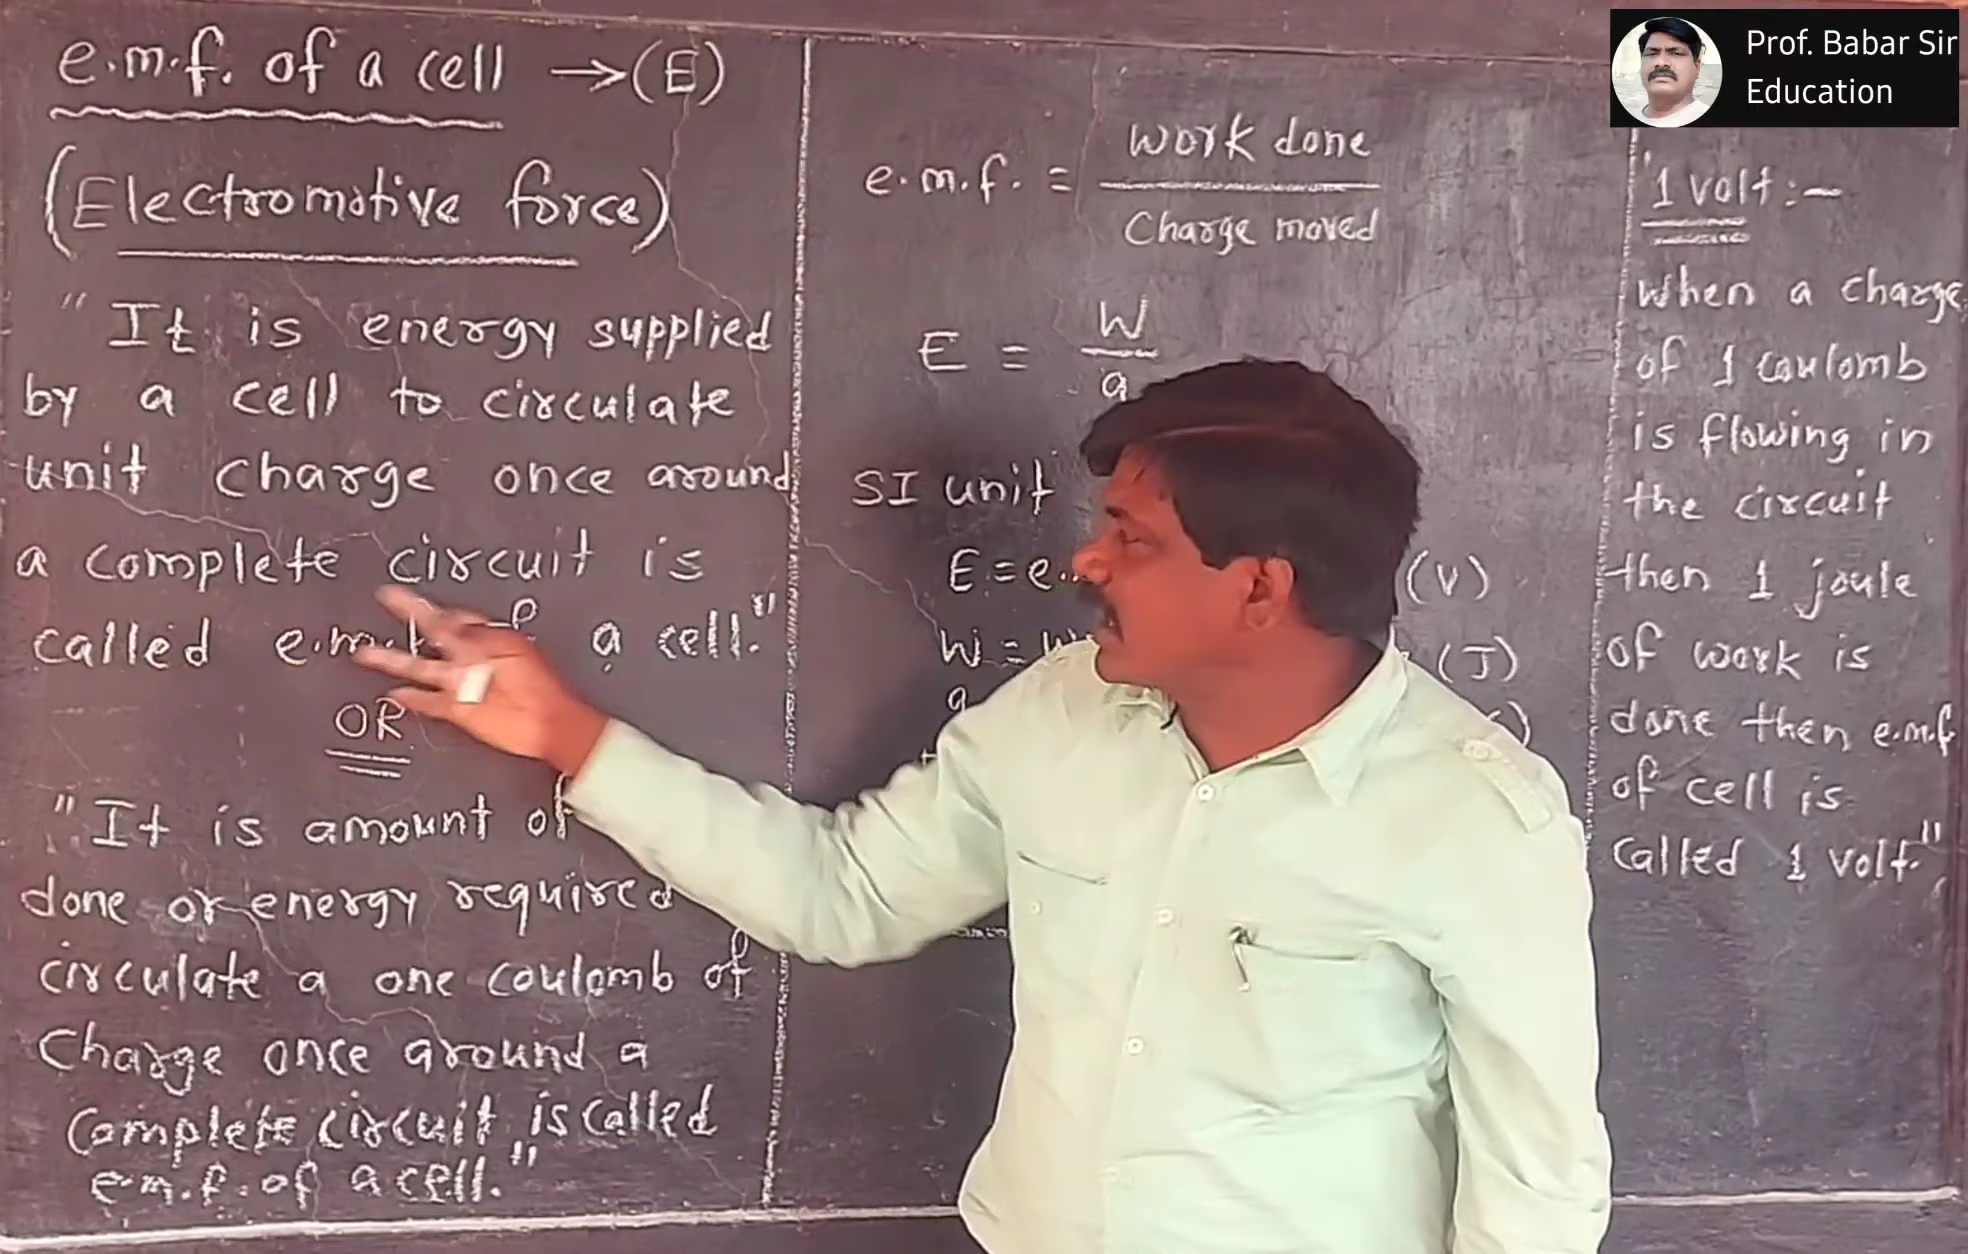 e.m.f. of a cell → (E)
(Electromotive force)
"It is energy supplied
by a cell to circulate
unit charge once around
a complete circuit is
called e.m. a cell."
OR
"It is amount of
done or energy required
circulate a one coulomb of
Charge once around a
Complete circuit is called
e.m.f. of a cell."
e.m.f. = Work done
Charge moved
E = W
q
SI unit
E = e.
(V)
W = W
(J)
q
Prof. Babar Sir
Education
1 Volt :-
When a charge
of 1 coulomb
is flowing in
the circuit
then 1 joule
of work is
done then e.m.f
of cell is
called 1 volt."